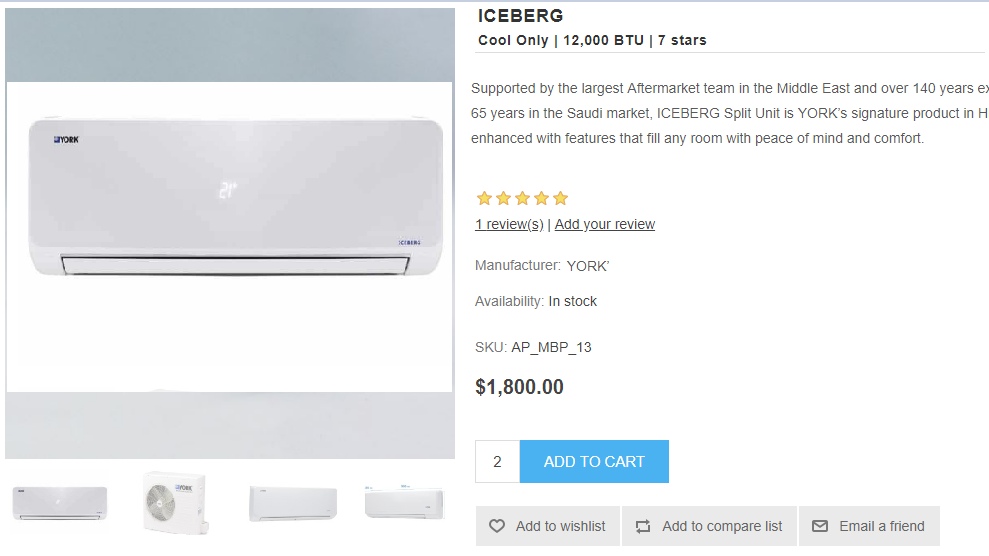 ICEBERG
Cool Only | 12,000 BTU | 7 stars
Supported by the largest Aftermarket team in the Middle East and over 140 years
65 years in the Saudi market, ICEBERG Split Unit is YORK's signature product in H
enhanced with features that fill any room with peace of mind and comfort.
YORK
21°
ICEBERG
1 review(s) | Add your review
Manufacturer: YORK'
Availability: In stock
SKU: AP_MBP_13
$1,800.00
2 ADD TO CART
YORK
Add to wishlist Add to compare list Email a friend